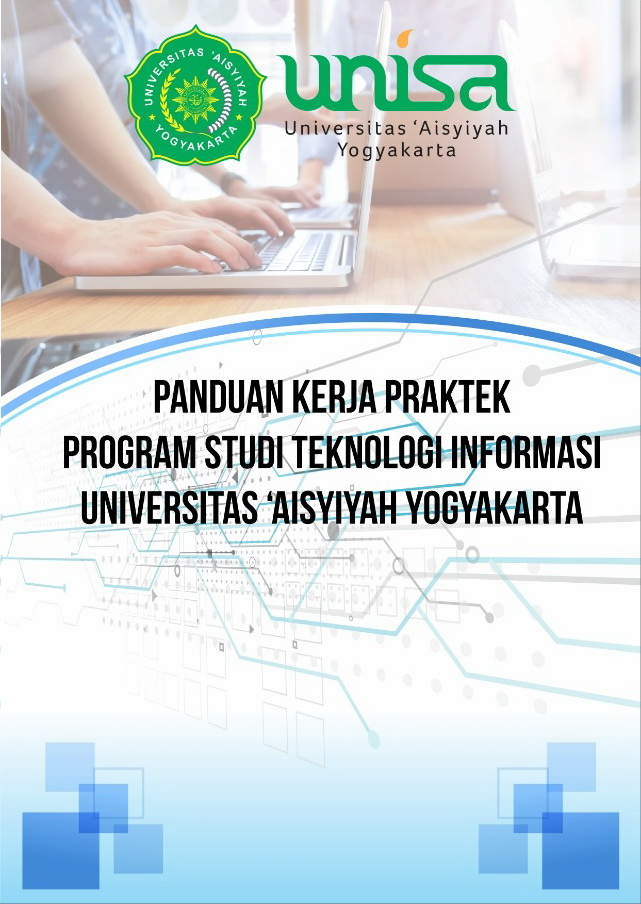 UNIVERSITAS 'AISYIYAH
YOGYAKARTA
unisa
Universitas ‘Aisyiyah
Yogyakarta
PANDUAN KERJA PRAKTEK
PROGRAM STUDI TEKNOLOGI INFORMASI
UNIVERSITAS ‘AISYIYAH YOGYAKARTA